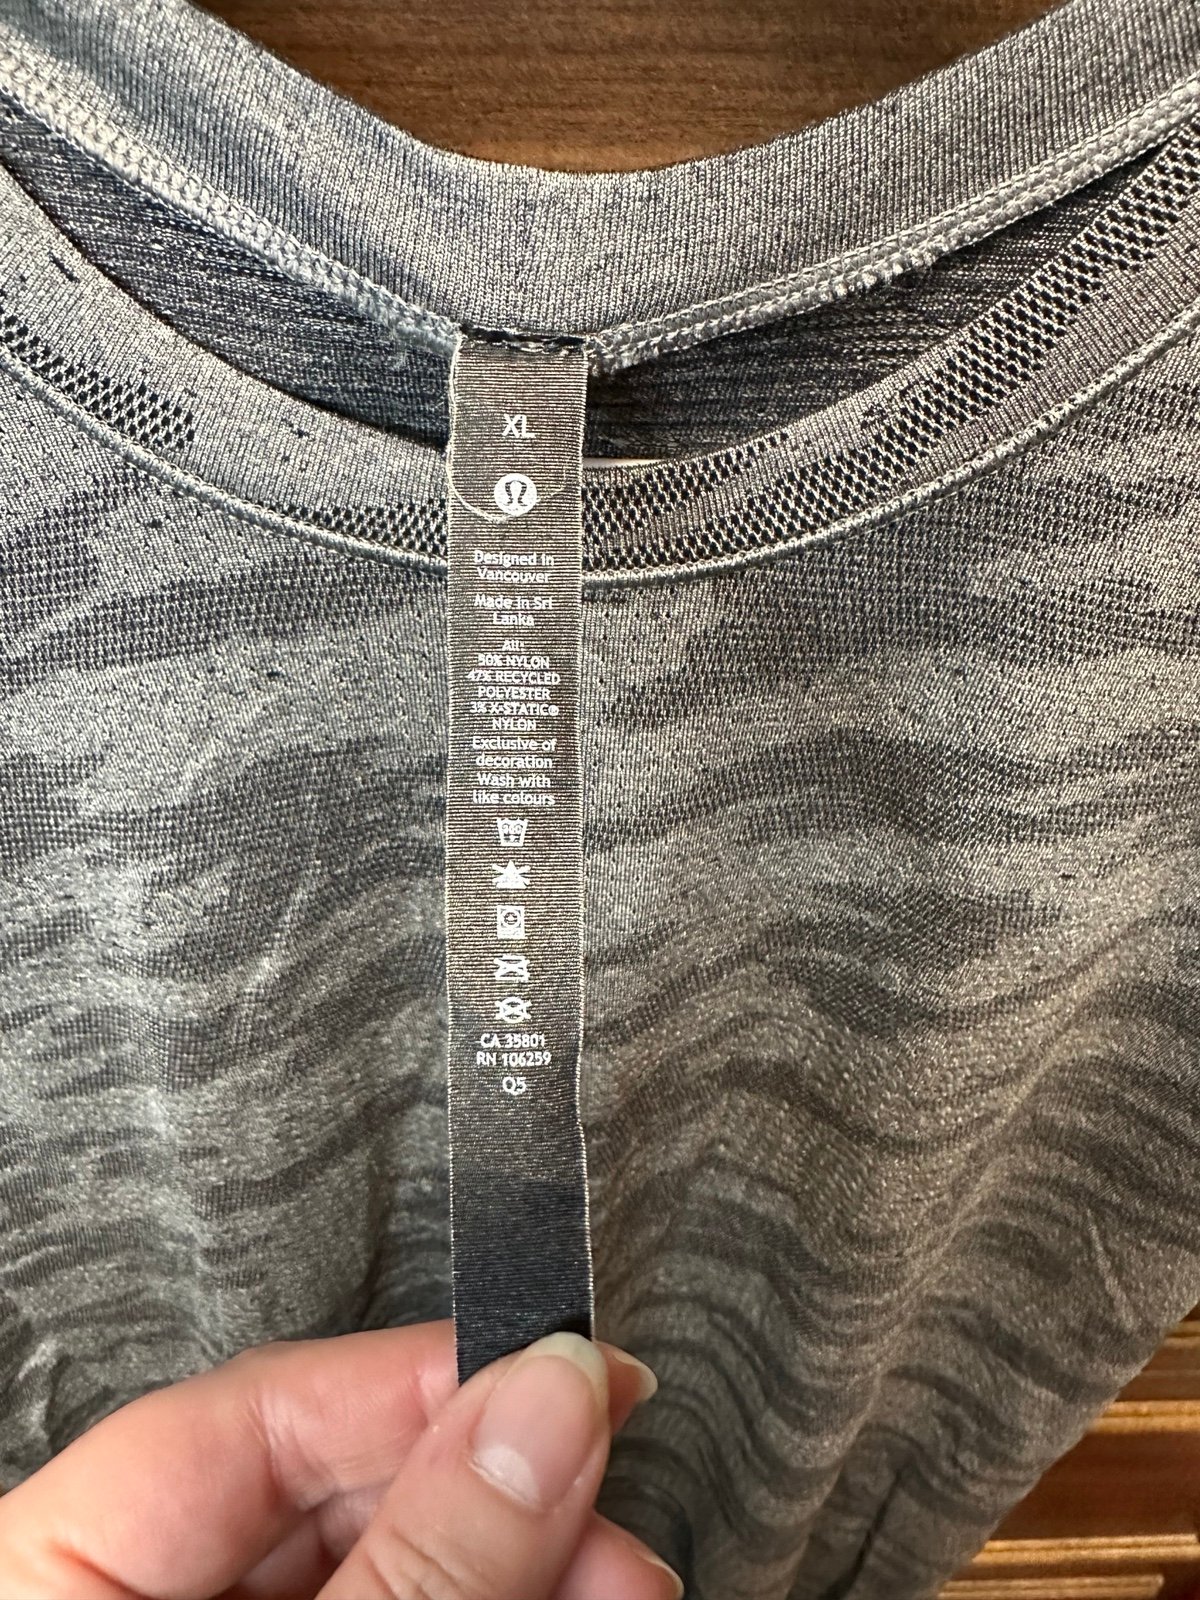 XL
Designed in
Vancouver
Made in Sri
Lanka
All*
50% NYLON
47% RECYCLED
POLYESTER
3% X-STATIC®
NYLON
Exclusive of
decoration
Wash with
like colours
CA 35801
RN 106259
Q5